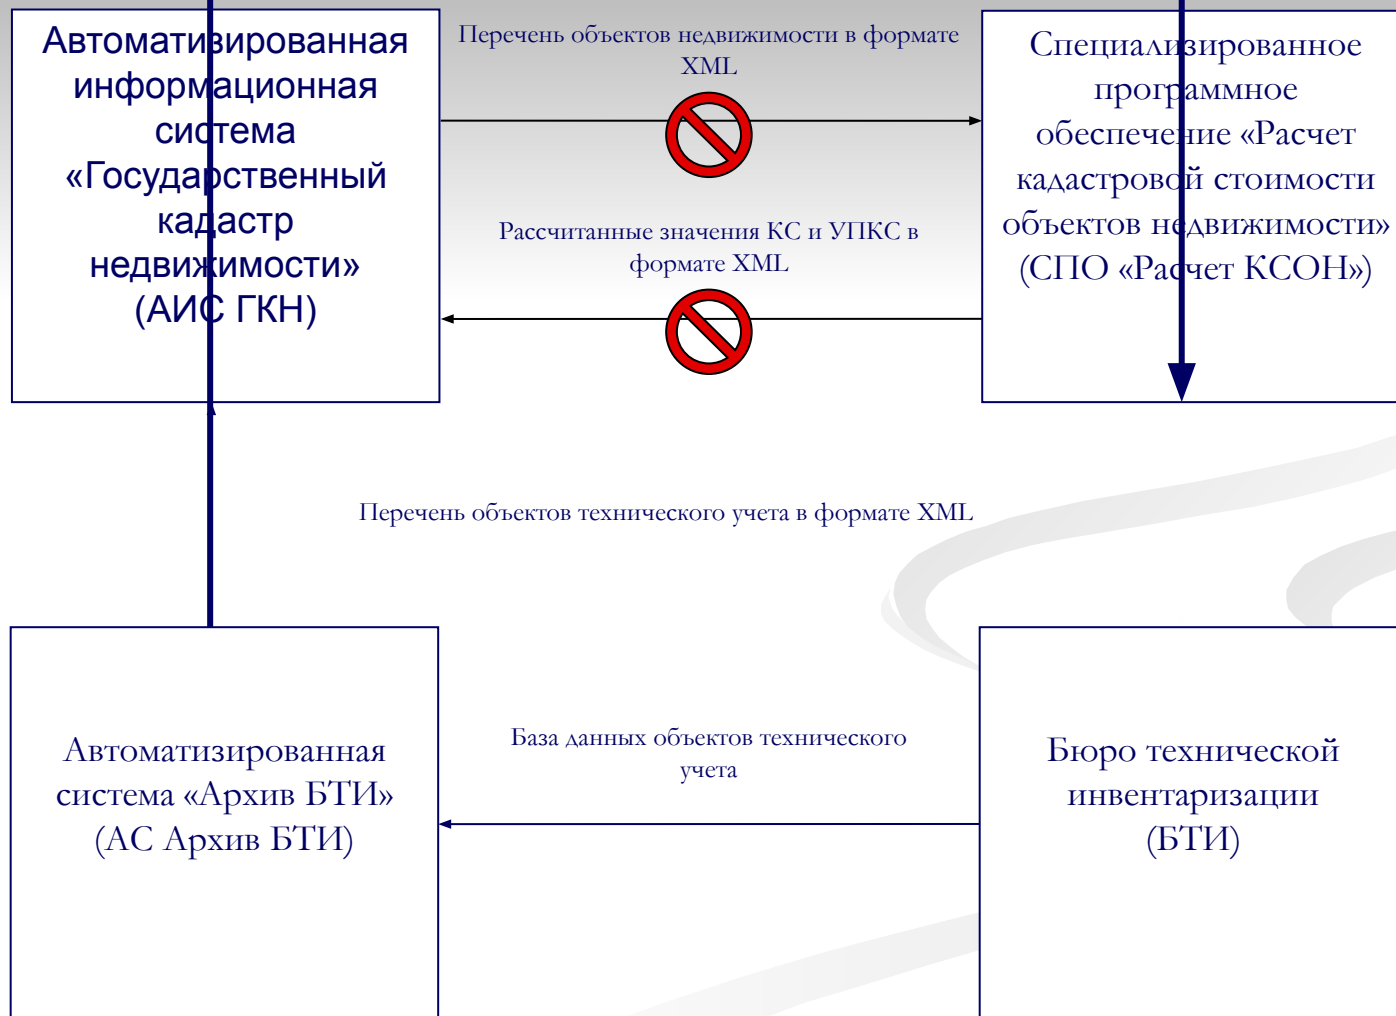 Автоматизированная
информационная
система
«Государственный
кадастр
недвижимости»
(АИС ГКН)
Перечень объектов недвижимости в формате
XML
Рассчитанные значения КС и УПКС в
формате XML
Специализированное
программное
обеспечение «Расчет
кадастровой стоимости
объектов недвижимости»
(СПО «Расчет КСОН»)
Перечень объектов технического учета в формате XML
Автоматизированная
система «Архив БТИ»
(АС Архив БТИ)
База данных объектов технического
учета
Бюро технической
инвентаризации
(БТИ)